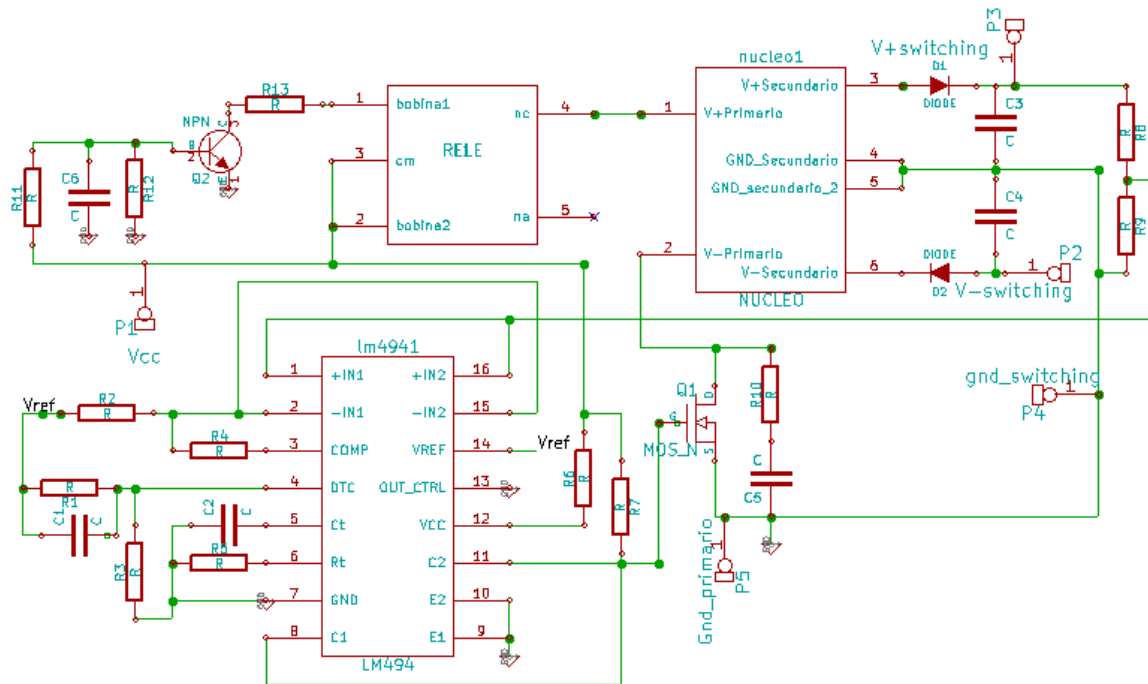 P3
V+switching
nucleo1
D1
DIODE
C3
C
R8
R
R13
R
NPN
Q2
C
B
E
3
2
1
R11
R
C6
C
R12
R
RELE
bobina1
cm
bobina2
nc
na
1
3
2
4
5
V+Primario
V-Primario
V+Secundario
GND_Secundario
GND_secundario_2
V-Secundario
NUCLEO
1
2
3
4
5
6
C4
C
R9
R
DIODE
D2
P2
1
V-switching
1
P1
1
Vcc
lm4941
gnd_switching
1
P4
Vref
R2
R
R4
R
R1
R
C1
C
C2
C
R5
R
R3
R
1 +IN1
2 -IN1
3 COMP
4 DTC
5 Ct
6 Rt
7 GND
8 C1
+IN2 16
-IN2 15
VREF 14
OUT_CTRL 13
VCC 12
C2 11
E2 10
E1 9
LM494
Vref
R6
R
R7
R
Q1
MOS_N
G
D
S
R10
R
C
C5
1
Gnd_primario
P5